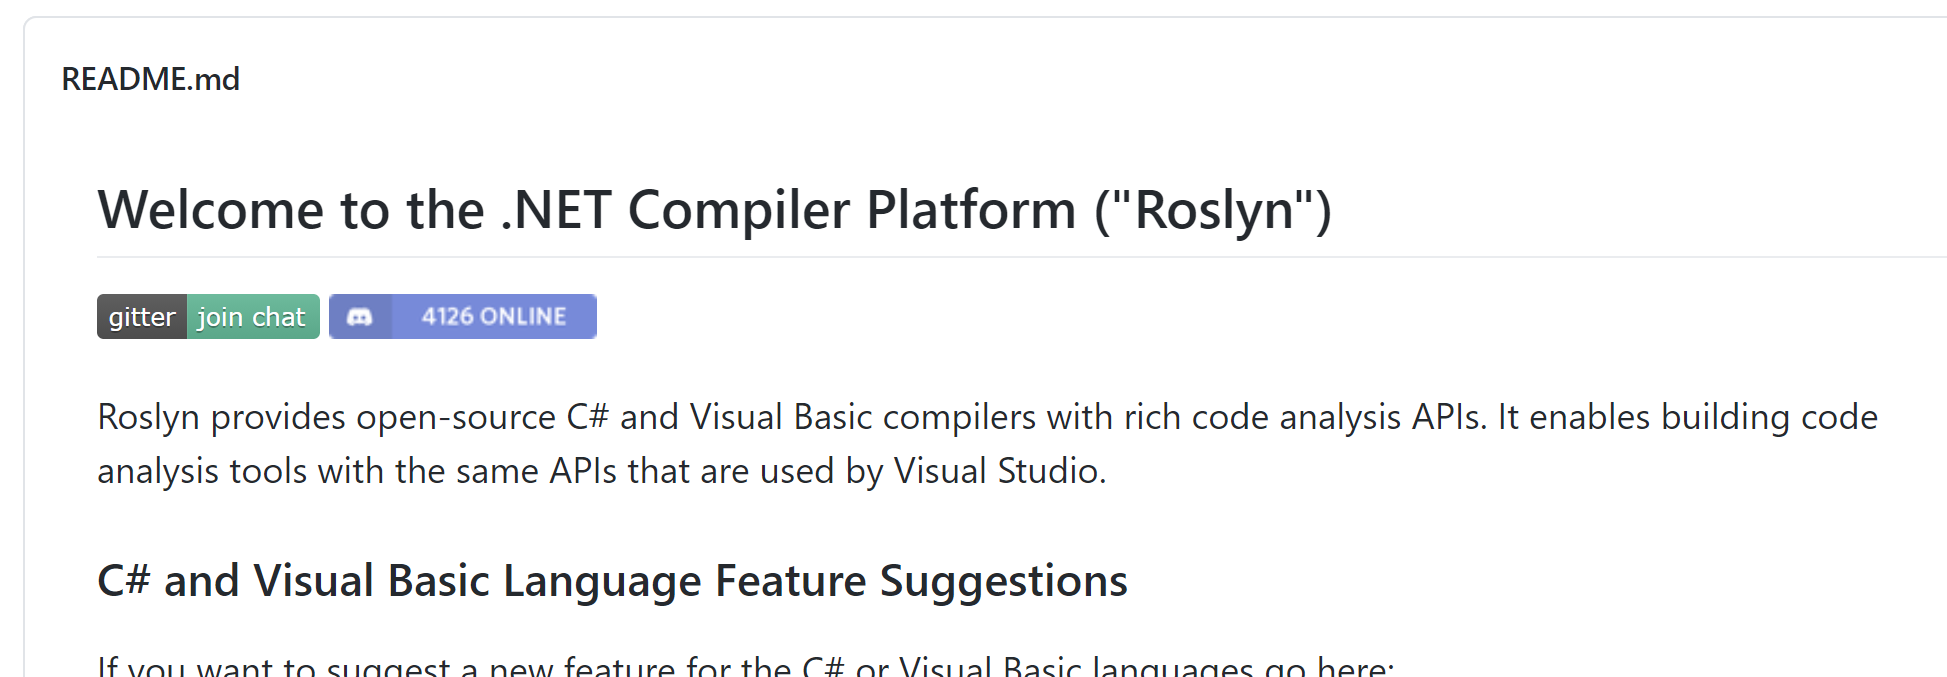 README.md
Welcome to the .NET Compiler Platform ("Roslyn")
gitter join chat 4126 ONLINE
Roslyn provides open-source C# and Visual Basic compilers with rich code analysis APIs. It enables building code
analysis tools with the same APIs that are used by Visual Studio.
C# and Visual Basic Language Feature Suggestions
If you want to suggest a new feature for the C# or Visual Basic languages go here: